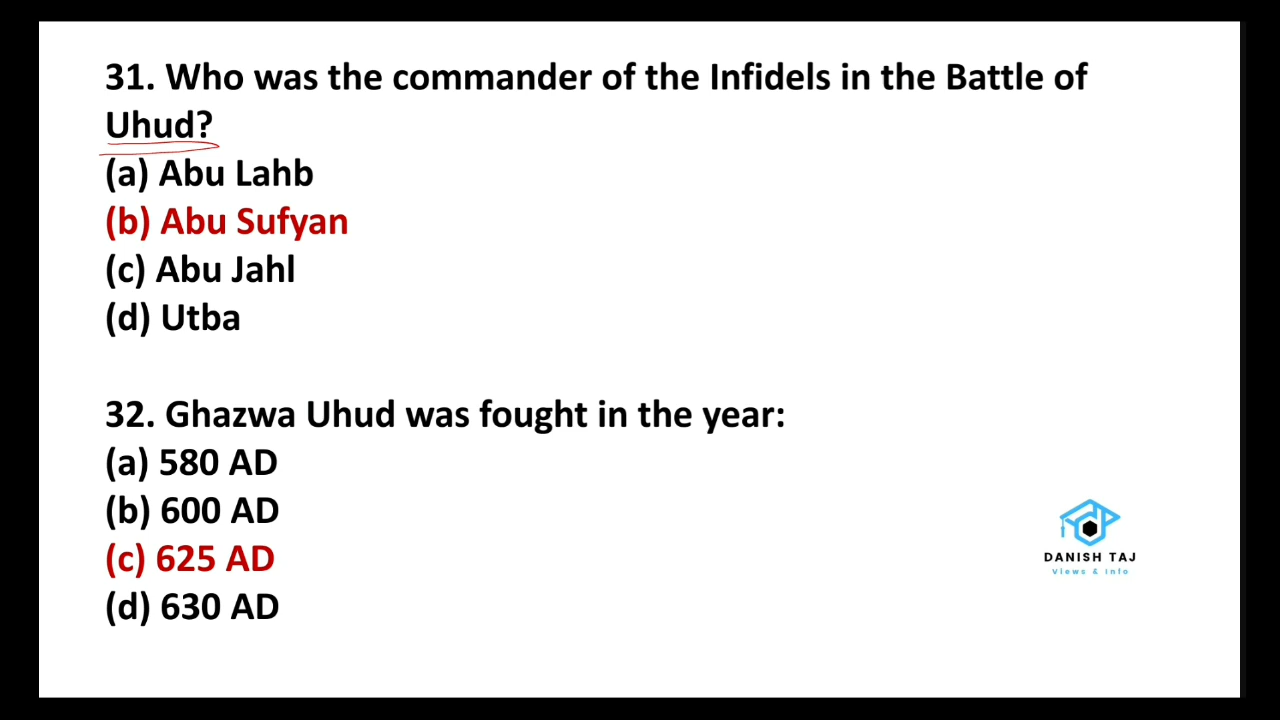 31. Who was the commander of the Infidels in the Battle of
Uhud?
(a) Abu Lahb
(b) Abu Sufyan
(c) Abu Jahl
(d) Utba
32. Ghazwa Uhud was fought in the year:
(a) 580 AD
(b) 600 AD
(c) 625 AD
(d) 630 AD
DANISH TAJ
Views & Info